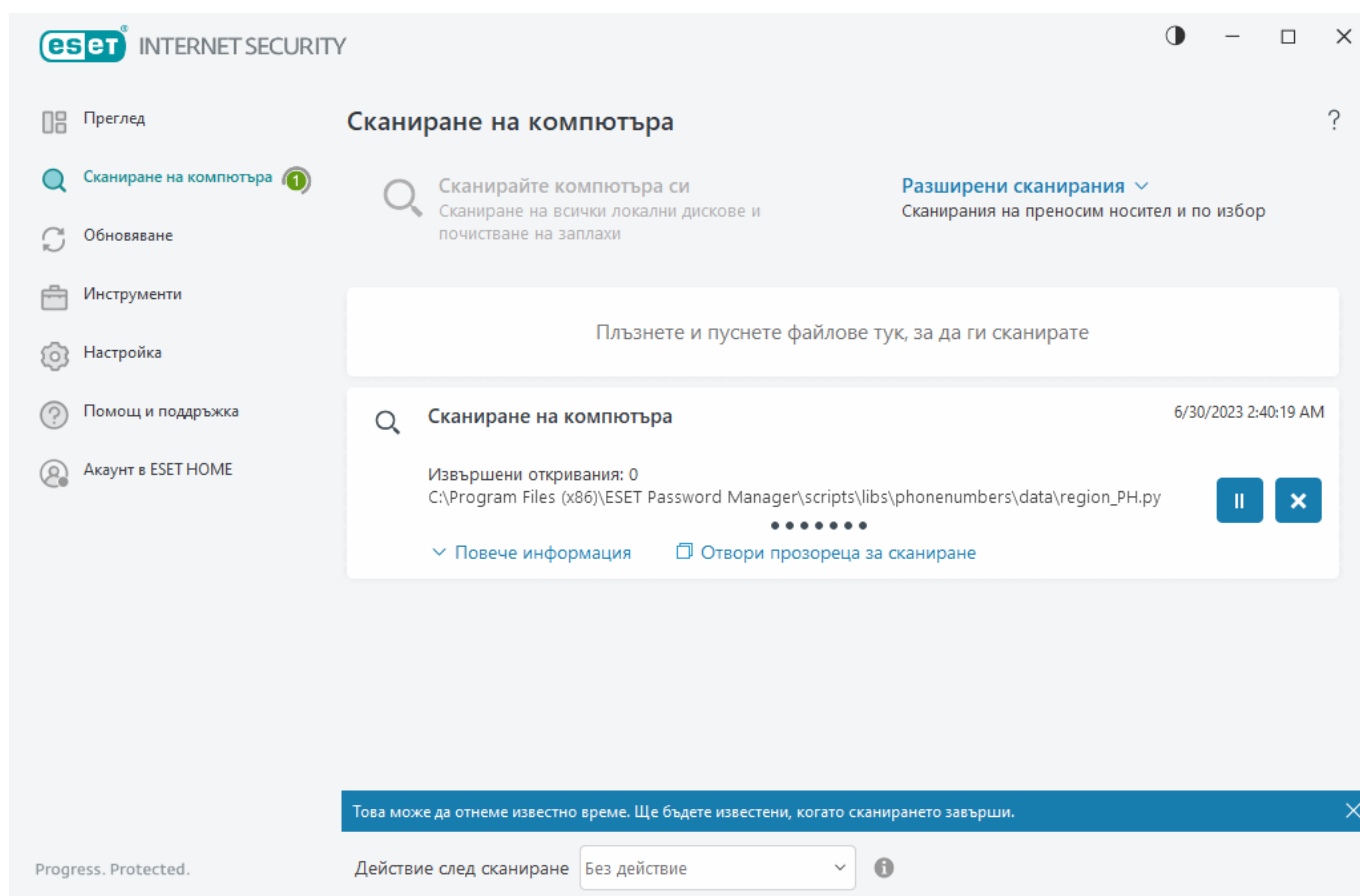 eset® INTERNET SECURITY
Преглед
Сканиране на компютъра 1
Обновяване
Инструменти
Настройка
Помощ и поддръжка
Акаунт в ESET HOME
Progress. Protected.
Сканиране на компютъра ?
Сканирайте компютъра си
Сканиране на всички локални дискове и
почистване на заплахи
Разширени сканирания
Сканирания на преносим носител и по избор
Плъзнете и пуснете файлове тук, за да ги сканирате
Сканиране на компютъра 6/30/2023 2:40:19 AM
Извършени откривания: 0
C:\Program Files (x86)\ESET Password Manager\scripts\libs\phonenumbers\data\region_PH.py
Повече информация Отвори прозореца за сканиране
Това може да отнеме известно време. Ще бъдете известени, когато сканирането завърши.
Действие след сканиране Без действие